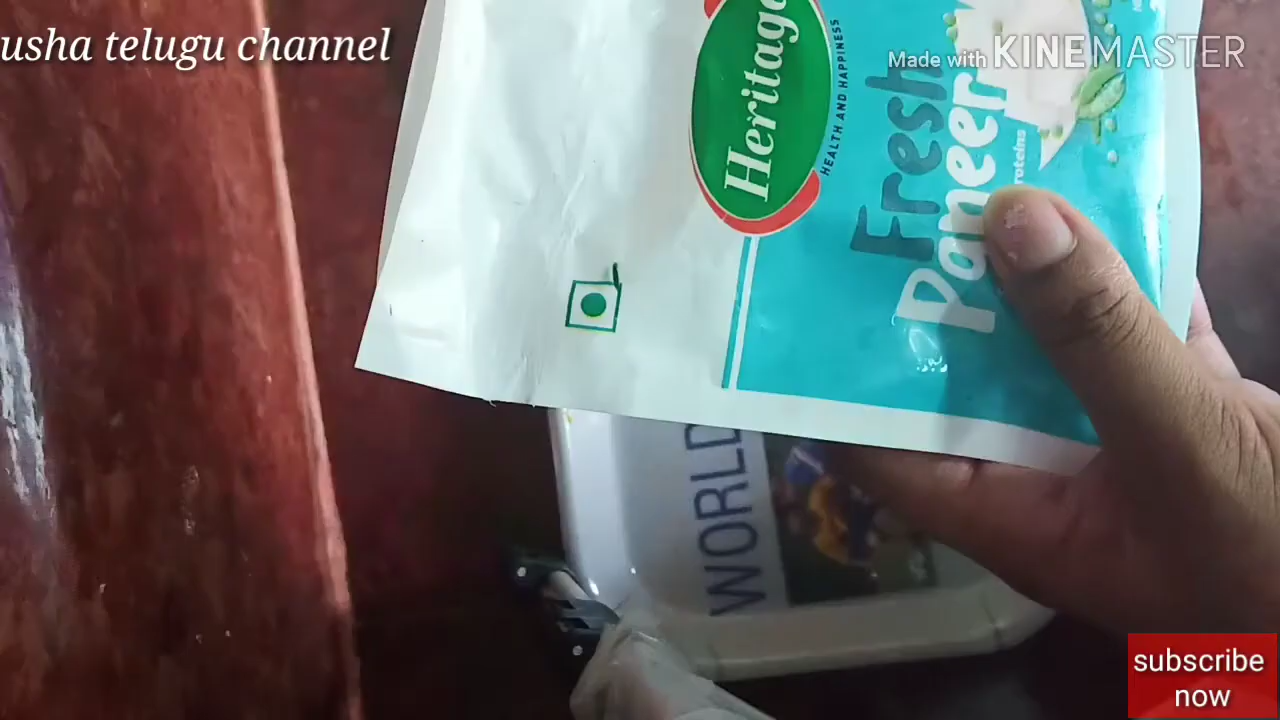 usha telugu channel
Made with KINEMASTER
Heritage
HEALTH AND HAPPINESS
Fresh
Paneer
WORLD
subscribe
now